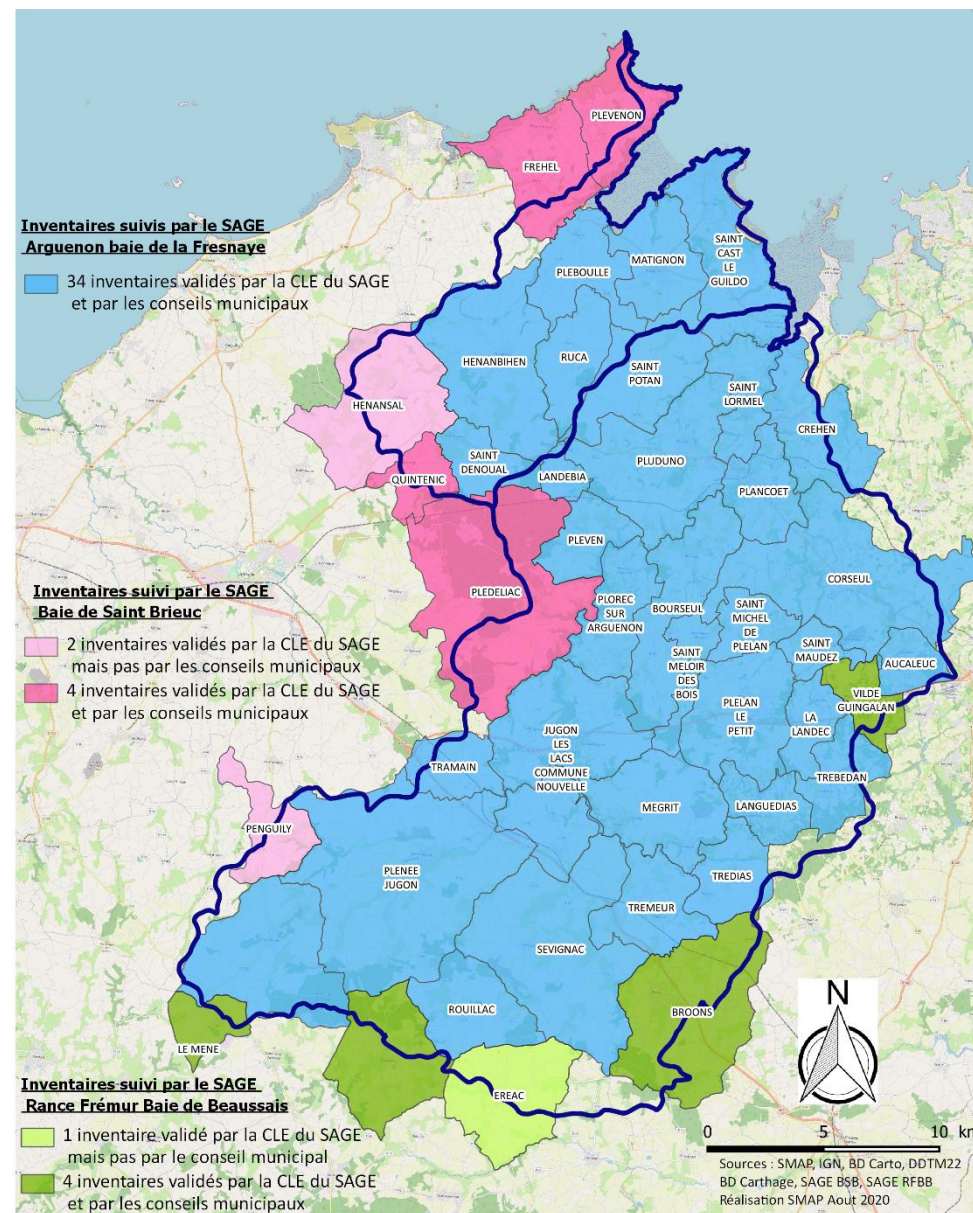 PLEVENON
FREHEL
Inventaires suivis par le SAGE
Arguenon baie de la Fresnaye
34 inventaires validés par la CLE du SAGE
et par les conseils municipaux
SAINT
CAST
LE
GUILDO
MATIGNON
PLEBOULLE
HENANBIHEN
RUCA
SAINT
POTAN
SAINT
LORMEL
HENANSAL
CREHEN
SAINT
DENOUAL
QUINTENIC
LANDEBIA
PLUDUNO
PLANCOET
PLEVEN
Inventaires suivi par le SAGE
Baie de Saint Brieuc
2 inventaires validés par la CLE du SAGE
mais pas par les conseils municipaux
4 inventaires validés par la CLE du SAGE
et par les conseils municipaux
PLEDELIAC
PLOREC
SUR
ARGUENON
BOURSEUL
SAINT
MICHEL
DE
PLELAN
CORSEUL
SAINT
MELOIR
DES
BOIS
SAINT
MAUDEZ
AUCALEUC
VILDE
GUINGALAN
PLELAN
LE
PETIT
LA
LANDEC
JUGON
LES
LACS
COMMUNE
NOUVELLE
TRAMAIN
TREBEDAN
MEGRIT
LANGUEDIAS
PENGUILY
PLENEE
JUGON
TREDIAS
TREMEUR
SEVIGNAC
ROUILLAC
BROONS
LE MENE
EREAC
N
Inventaires suivi par le SAGE
Rance Frémur Baie de Beaussais
1 inventaire validé par la CLE du SAGE
mais pas par le conseil municipal
4 inventaires validés par la CLE du SAGE
et par les conseils municipaux
0 5 10 km
Sources : SMAP, IGN, BD Carto, DDTM22
BD Carthage, SAGE BSB, SAGE RFBB
Réalisation SMAP Aout 2020